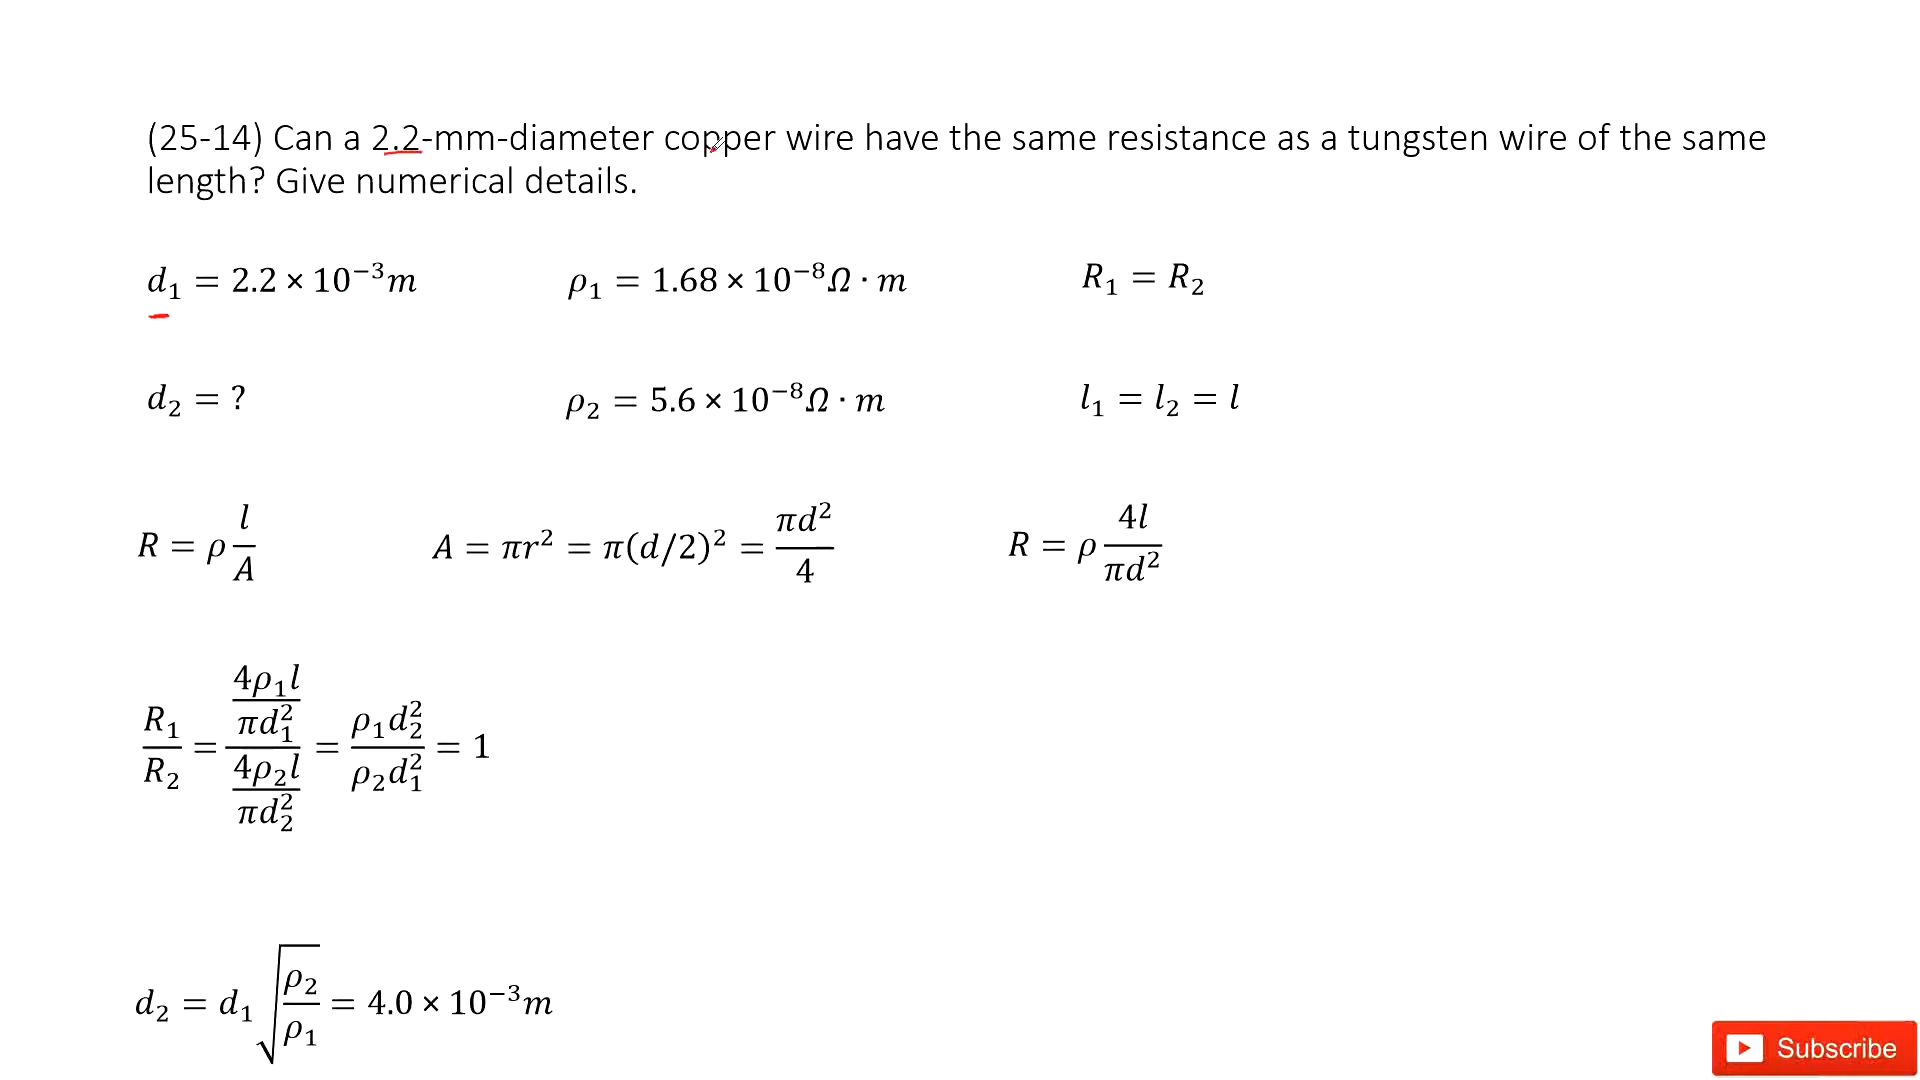 (25-14) Can a 2.2-mm-diameter copper wire have the same resistance as a tungsten wire of the same
length? Give numerical details.
d₁ = 2.2 × 10⁻³m ρ₁ = 1.68 × 10⁻⁸Ω · m R₁ = R₂
d₂ = ? ρ₂ = 5.6 × 10⁻⁸Ω · m l₁ = l₂ = l
R = ρ l/A A = πr² = π(d/2)² = πd²/4 R = ρ 4l/πd²
R₁/R₂ = (4ρ₁l/πd₁²)/(4ρ₂l/πd₂²) = ρ₁d₂²/ρ₂d₁² = 1
d₂ = d₁ √(ρ₂/ρ₁) = 4.0 × 10⁻³m
Subscribe